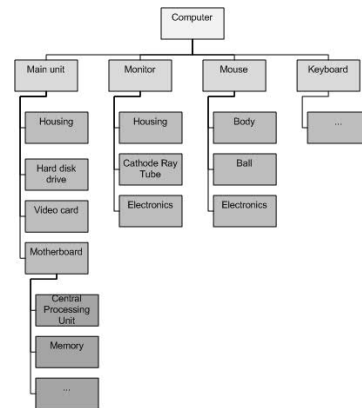 Computer
Main unit
Monitor
Mouse
Keyboard
Housing
Hard disk
drive
Video card
Motherboard
Central
Processing
Unit
Memory
...
Housing
Cathode Ray
Tube
Electronics
Body
Ball
Electronics
...